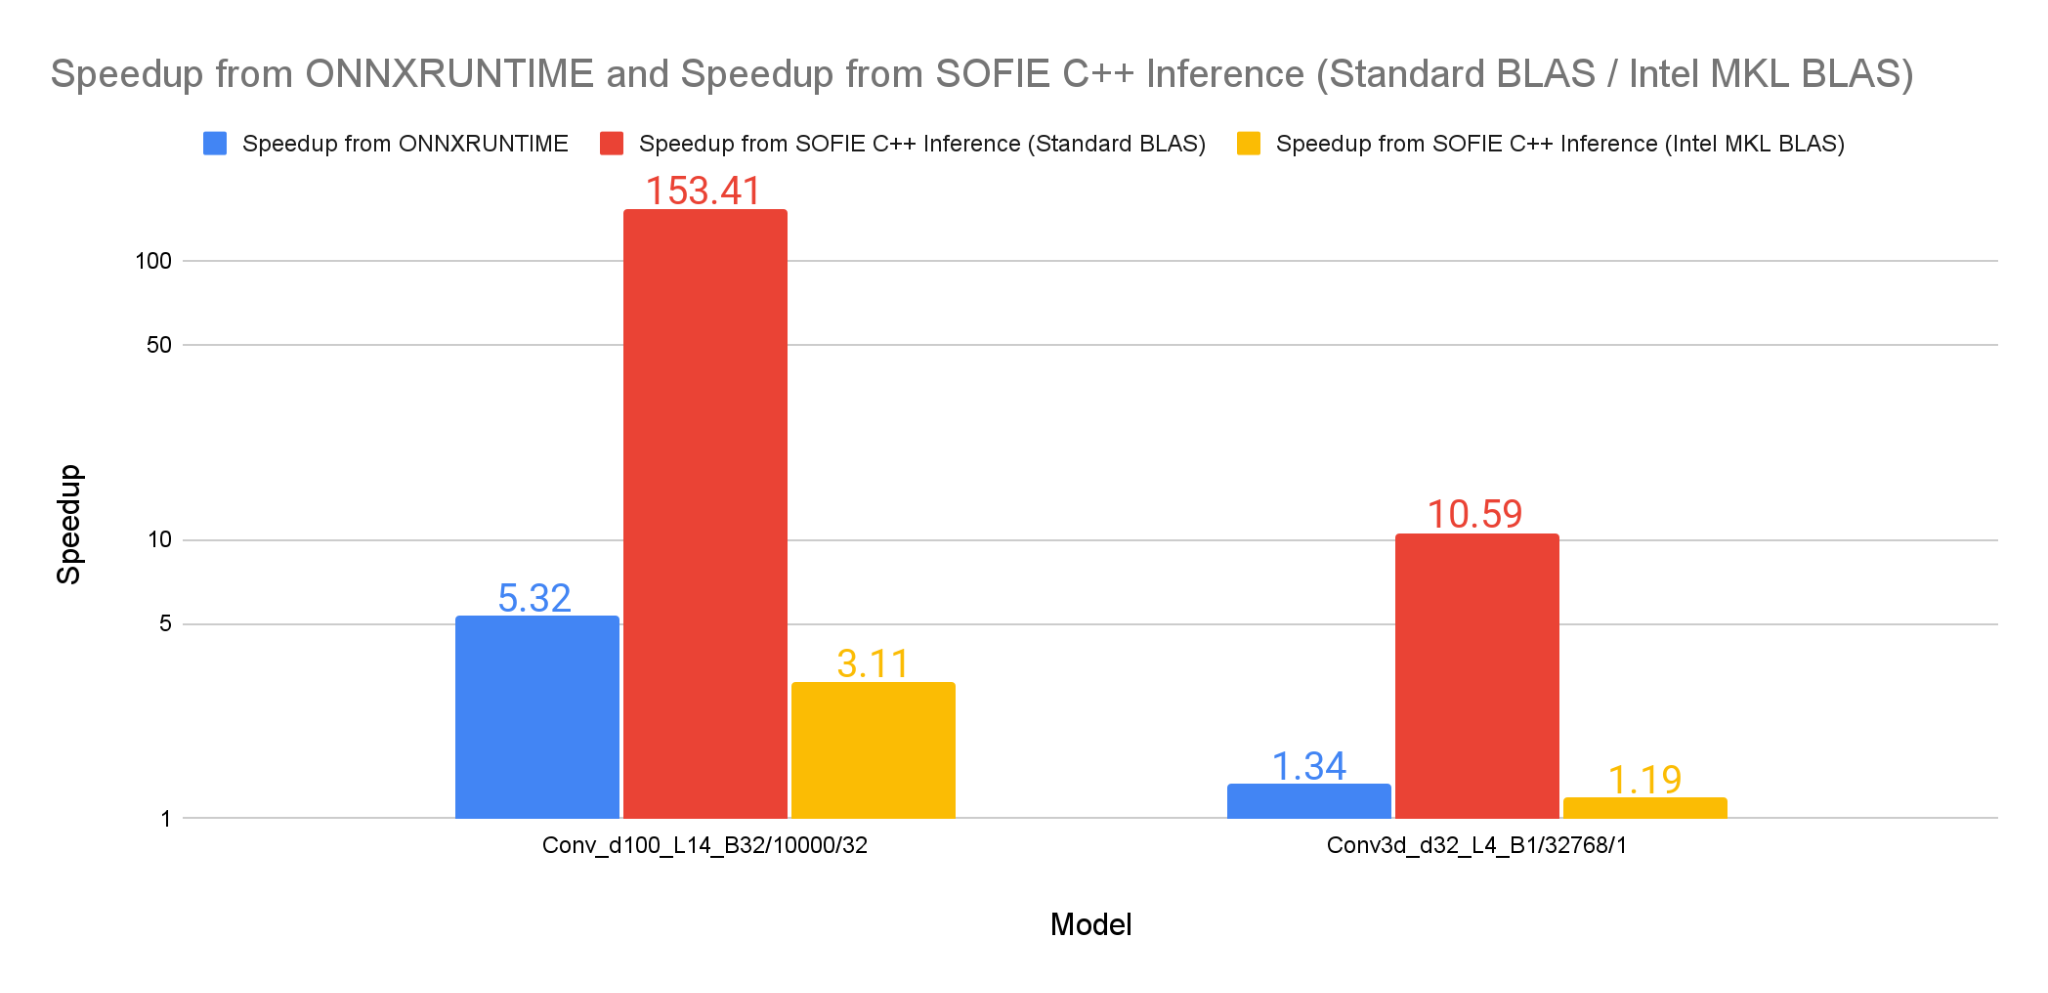 Speedup from ONNXRUNTIME and Speedup from SOFIE C++ Inference (Standard BLAS / Intel MKL BLAS)
Speedup from ONNXRUNTIME
Speedup from SOFIE C++ Inference (Standard BLAS)
Speedup from SOFIE C++ Inference (Intel MKL BLAS)
Speedup
100
50
10
5
1
5.32
153.41
3.11
1.34
10.59
1.19
Conv_d100_L14_B32/10000/32
Conv3d_d32_L4_B1/32768/1
Model